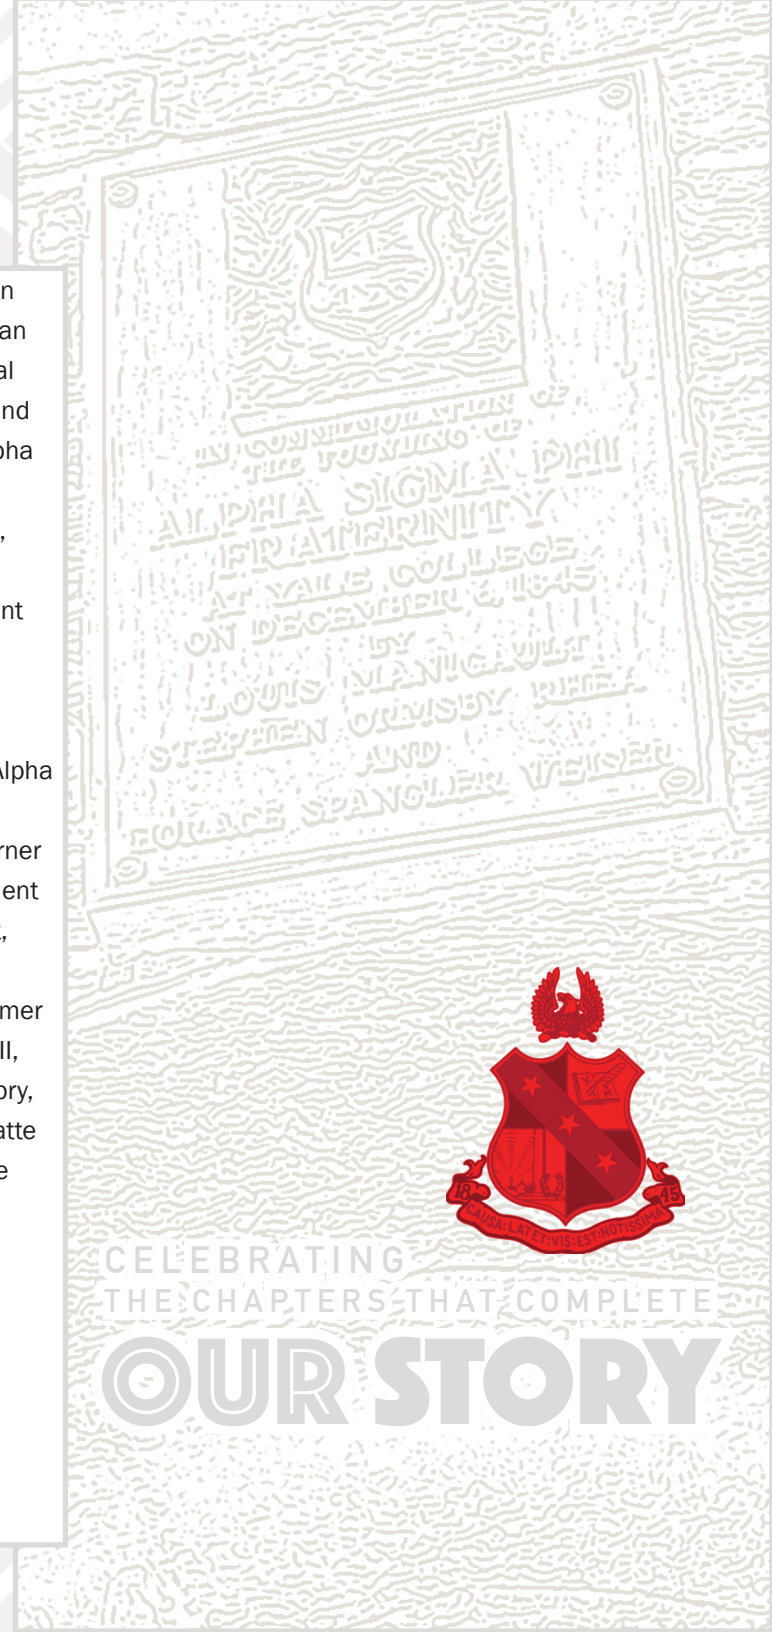 n
an
al
nd
pha
,
nt
Alpha
rner
ent
,
mer
II,
ory,
atte
e
IN COMMEMORATION OF
THE FOUNDING OF
ALPHA SIGMA PHI
FRATERNITY
AT YALE COLLEGE
ON DECEMBER 6, 1845
BY
LOUIS MANIGAULT
STEPHEN ORMSBY RHEA
AND
HORACE SPANGLER WEISER
18 45
CAUSA:LATET:VIS:EST:NOTISSIMA
CELEBRATING
THE CHAPTERS THAT COMPLETE
OUR STORY